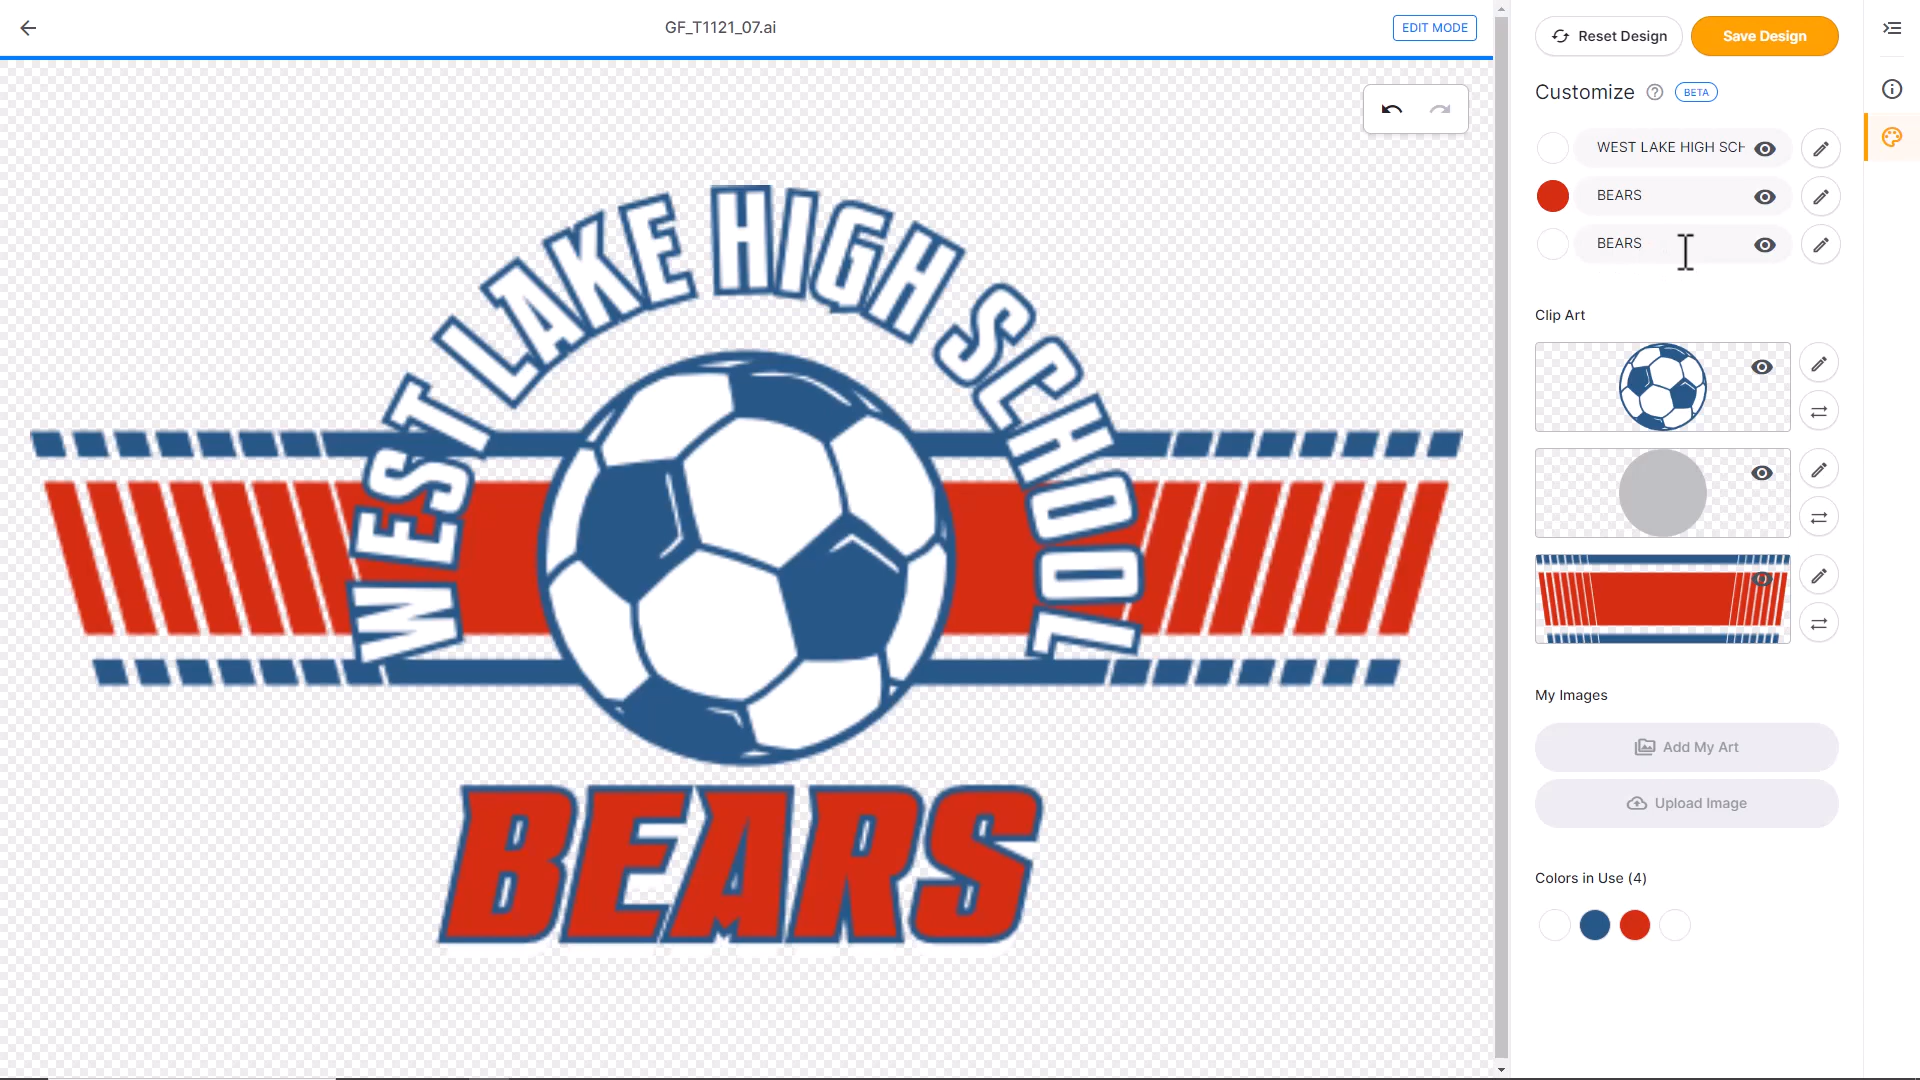 GF_T1121_07.ai
EDIT MODE
Reset Design
Save Design
Customize
BETA
WEST LAKE HIGH SCH
BEARS
BEARS
Clip Art
My Images
Add My Art
Upload Image
Colors in Use (4)
WEST LAKE HIGH SCHOOL
BEARS